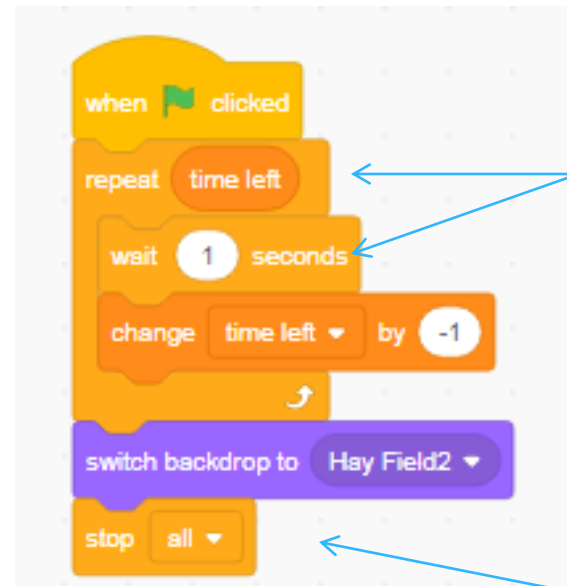 when clicked
repeat time left
wait 1 seconds
change time left by -1
switch backdrop to Hay Field2
stop all